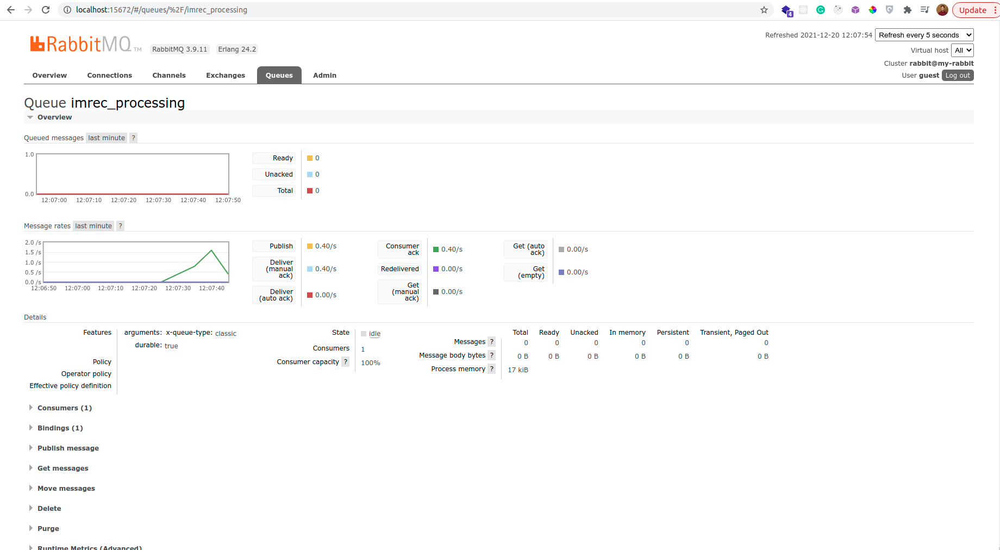 localhost:15672/#/queues/%2F/imrec_processing
4
Update
RabbitMQ TM
RabbitMQ 3.9.11 Erlang 24.2
Refreshed 2021-12-20 12:07:54 Refresh every 5 seconds
Virtual host All
Cluster rabbit@my-rabbit
User guest Log out
Overview Connections Channels Exchanges Queues Admin
Queue imrec_processing
Overview
Queued messages last minute ?
1.0
0.0
12:07:00 12:07:10 12:07:20 12:07:30 12:07:40 12:07:50
Ready 0
Unacked 0
Total 0
Message rates last minute ?
2.0 /s
1.5 /s
1.0 /s
0.5 /s
0.0 /s
12:06:50 12:07:00 12:07:10 12:07:20 12:07:30 12:07:40
Publish 0.40/s
Deliver (manual ack) 0.40/s
Deliver (auto ack) 0.00/s
Consumer ack 0.40/s
Redelivered 0.00/s
Get (manual ack) 0.00/s
Get (auto ack) 0.00/s
Get (empty) 0.00/s
Details
Features arguments: x-queue-type: classic
durable: true
Policy
Operator policy
Effective policy definition
State idle
Consumers 1
Consumer capacity ? 100%
Total Ready Unacked In memory Persistent Transient, Paged Out
Messages ? 0 0 0 0 0 0
Message body bytes ? 0 B 0 B 0 B 0 B 0 B 0 B
Process memory ? 17 kiB
Consumers (1)
Bindings (1)
Publish message
Get messages
Move messages
Delete
Purge
Runtime Metrics (Advanced)